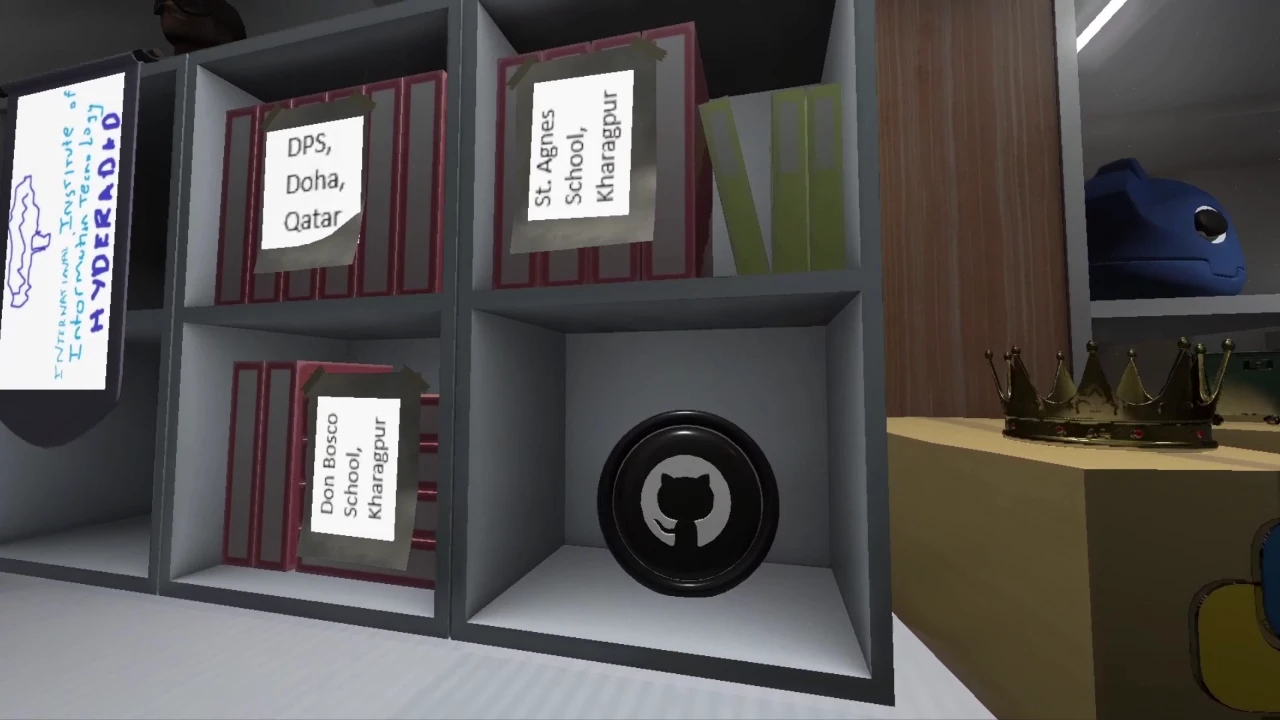 INTERNATIONAL INSTITUTE of
Information Technology
HYDERABAD
DPS,
Doha,
Qatar
St. Agnes
School,
Kharagpur
Don Bosco
School,
Kharagpur